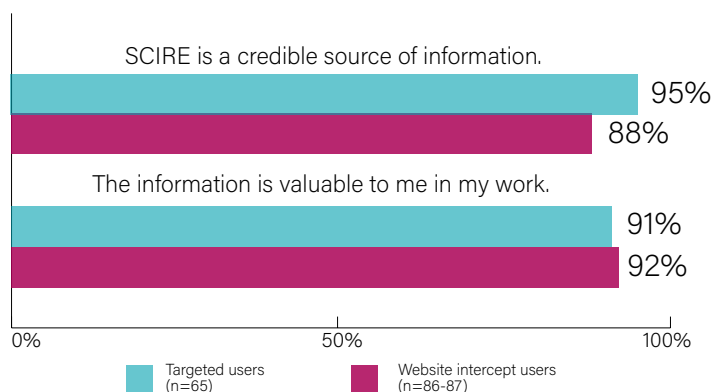 SCIRE is a credible source of information.
95%
88%
The information is valuable to me in my work.
91%
92%
0% 50% 100%
Targeted users Website intercept users
(n=65) (n=86-87)